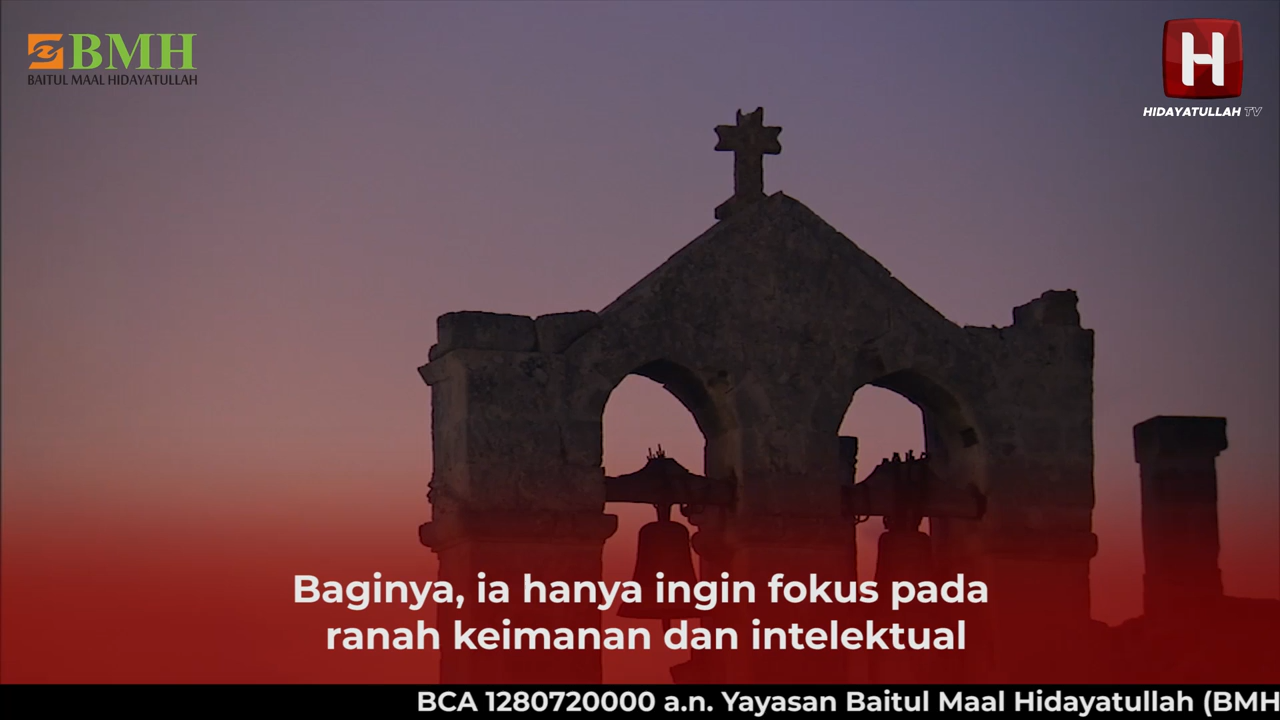 BMH
BAITUL MAAL HIDAYATULLAH
H
HIDAYATULLAH TV
Baginya, ia hanya ingin fokus pada
ranah keimanan dan intelektual
BCA 1280720000 a.n. Yayasan Baitul Maal Hidayatullah (BMH